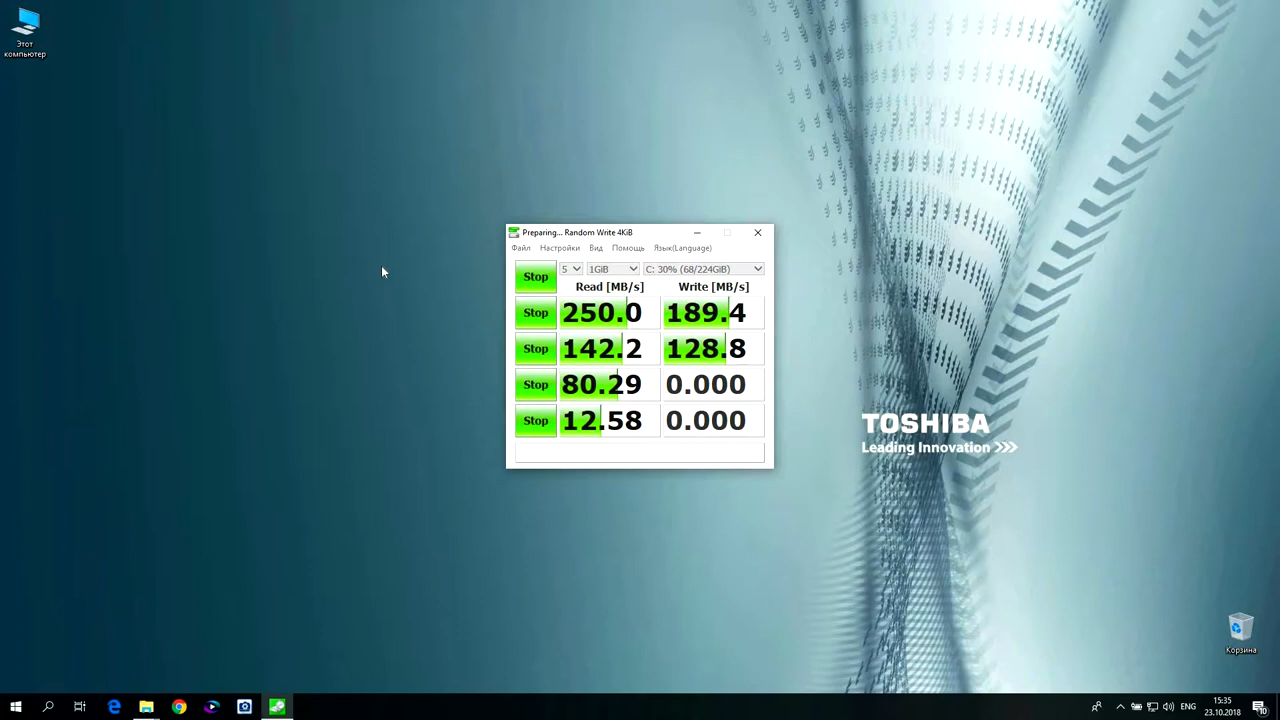 Этот
компьютер
Preparing... Random Write 4KiB
Файл Настройки Вид Помощь Язык(Language)
Stop 5 1GiB C: 30% (68/224GiB)
Read [MB/s] Write [MB/s]
Stop 250.0 189.4
Stop 142.2 128.8
Stop 80.29 0.000
Stop 12.58 0.000
TOSHIBA
Leading Innovation >>>
Корзина
ENG
15:35
23.10.2018
10